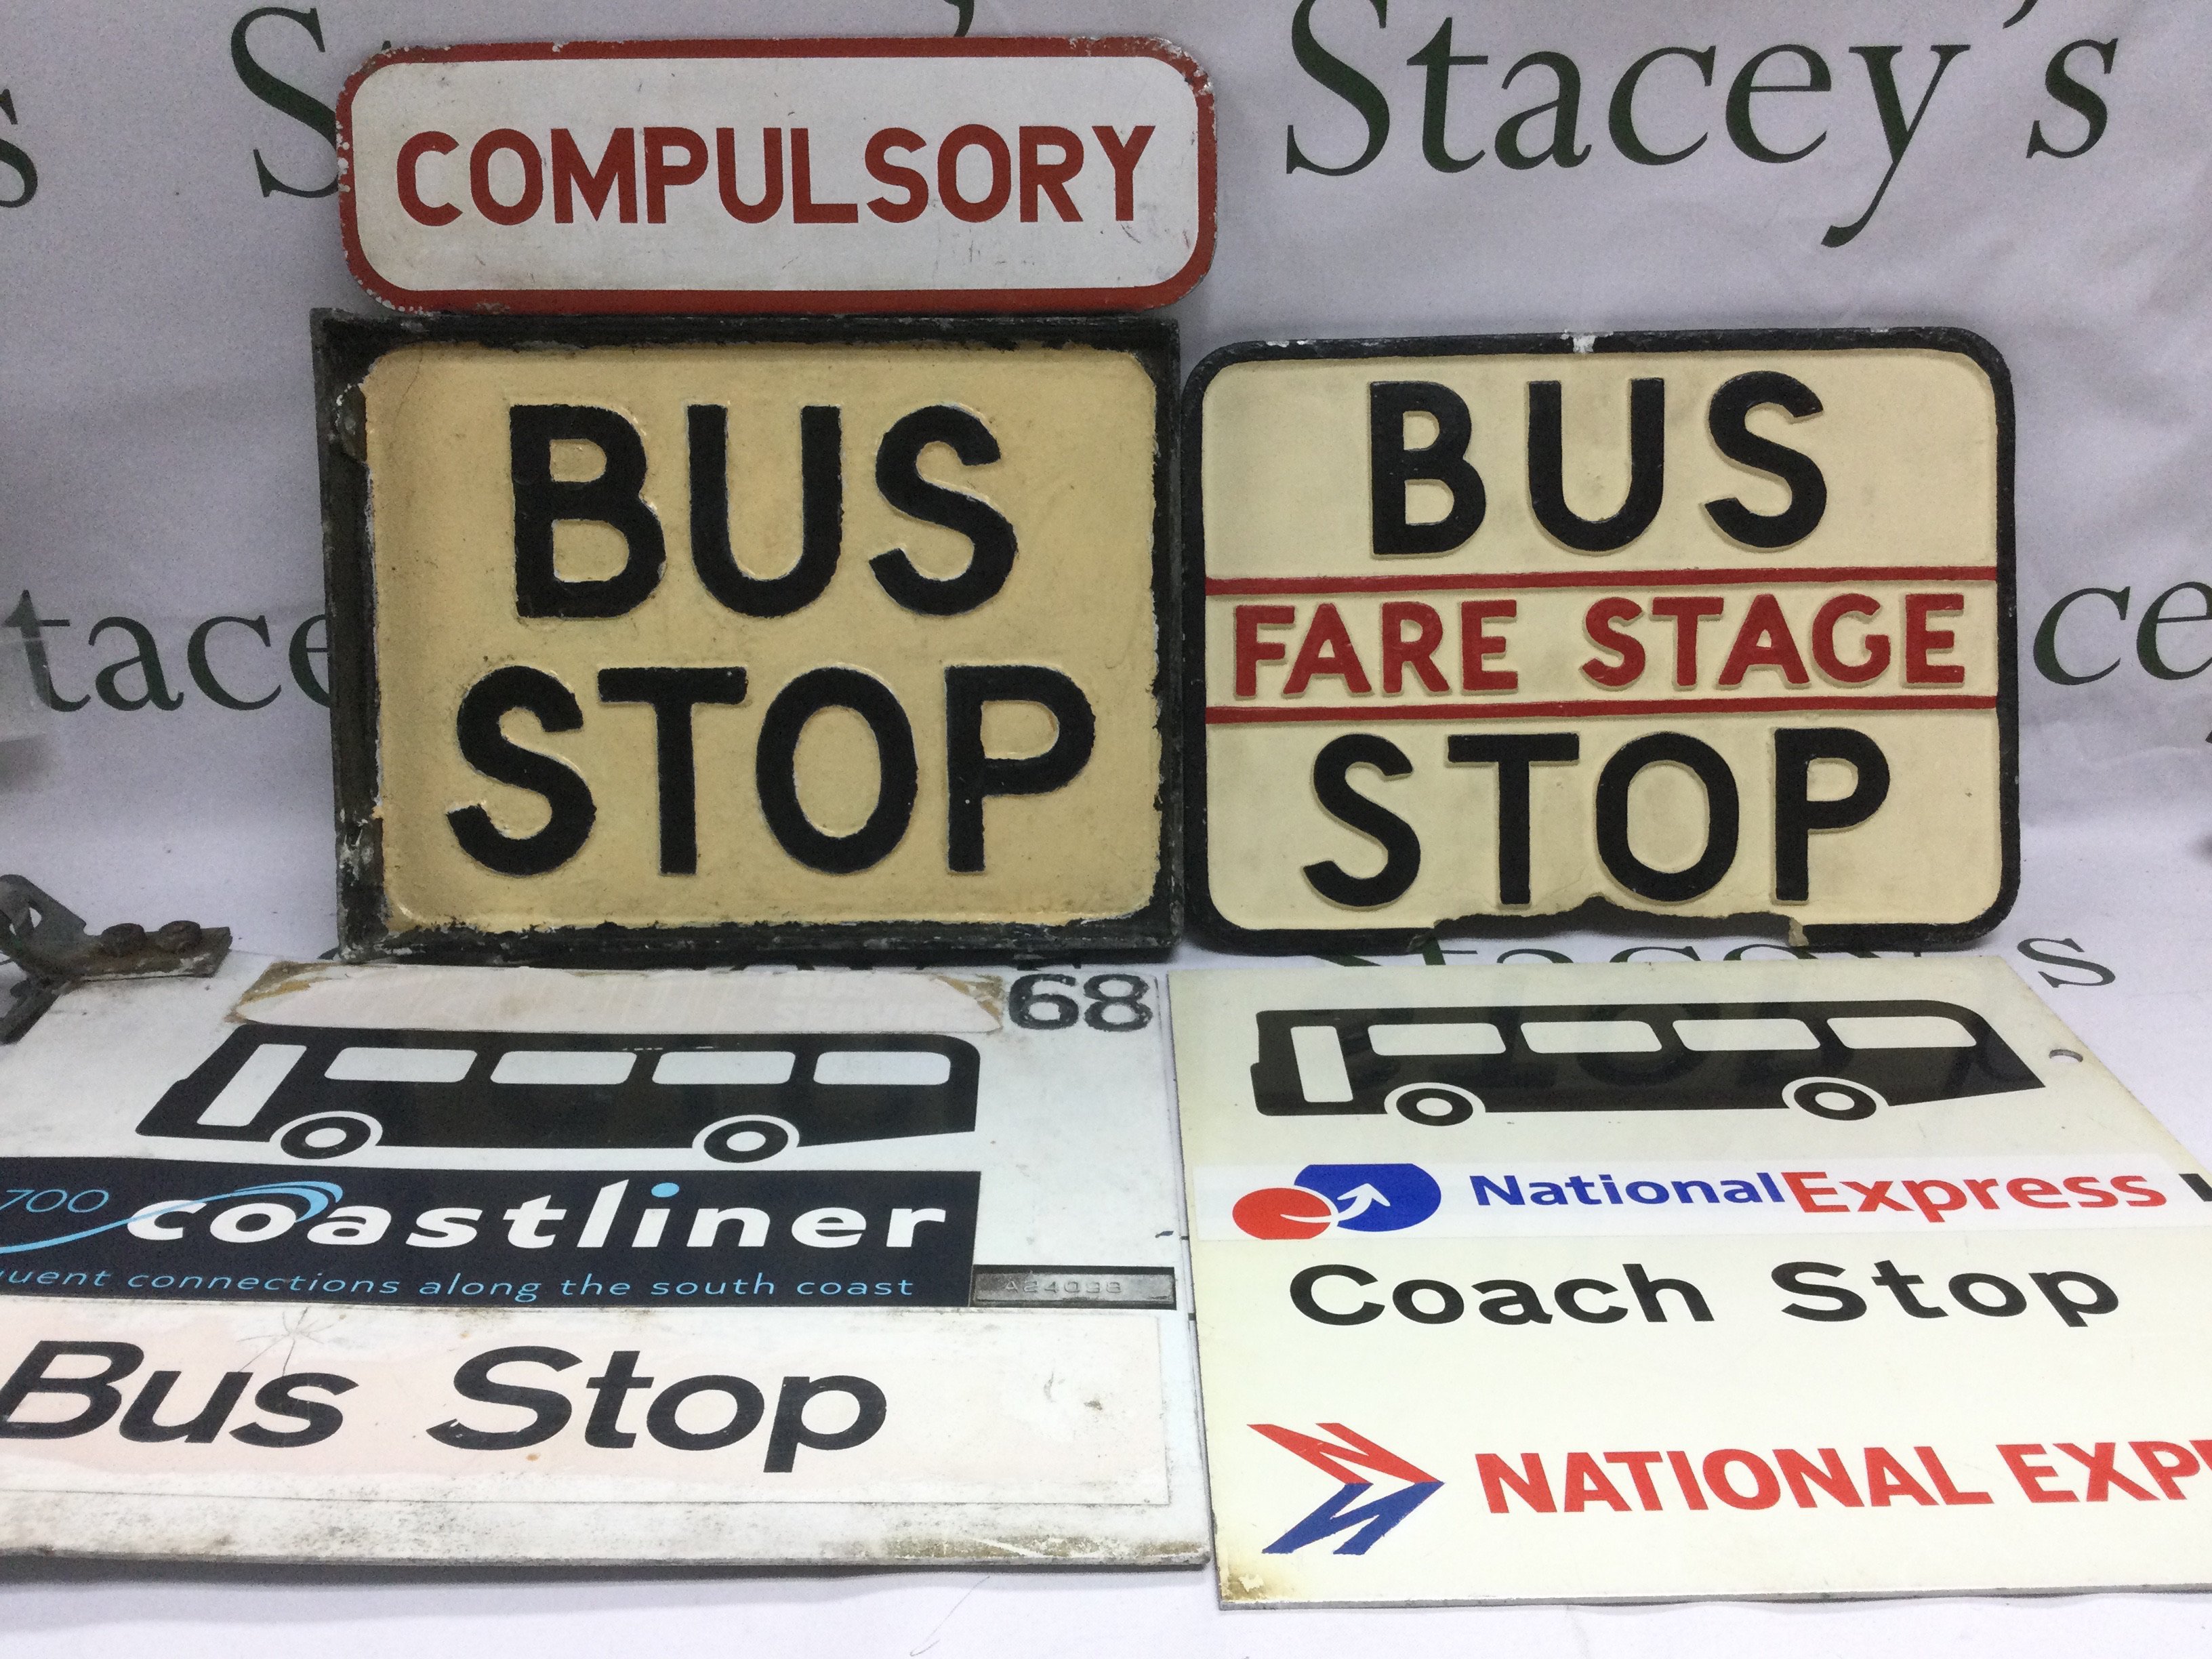 Stacey's
COMPULSORY
BUS
STOP
BUS
FARE STAGE
STOP
68
700 coastliner
connections along the south coast
A24038
Bus Stop
NationalExpress
Coach Stop
NATIONAL EXP